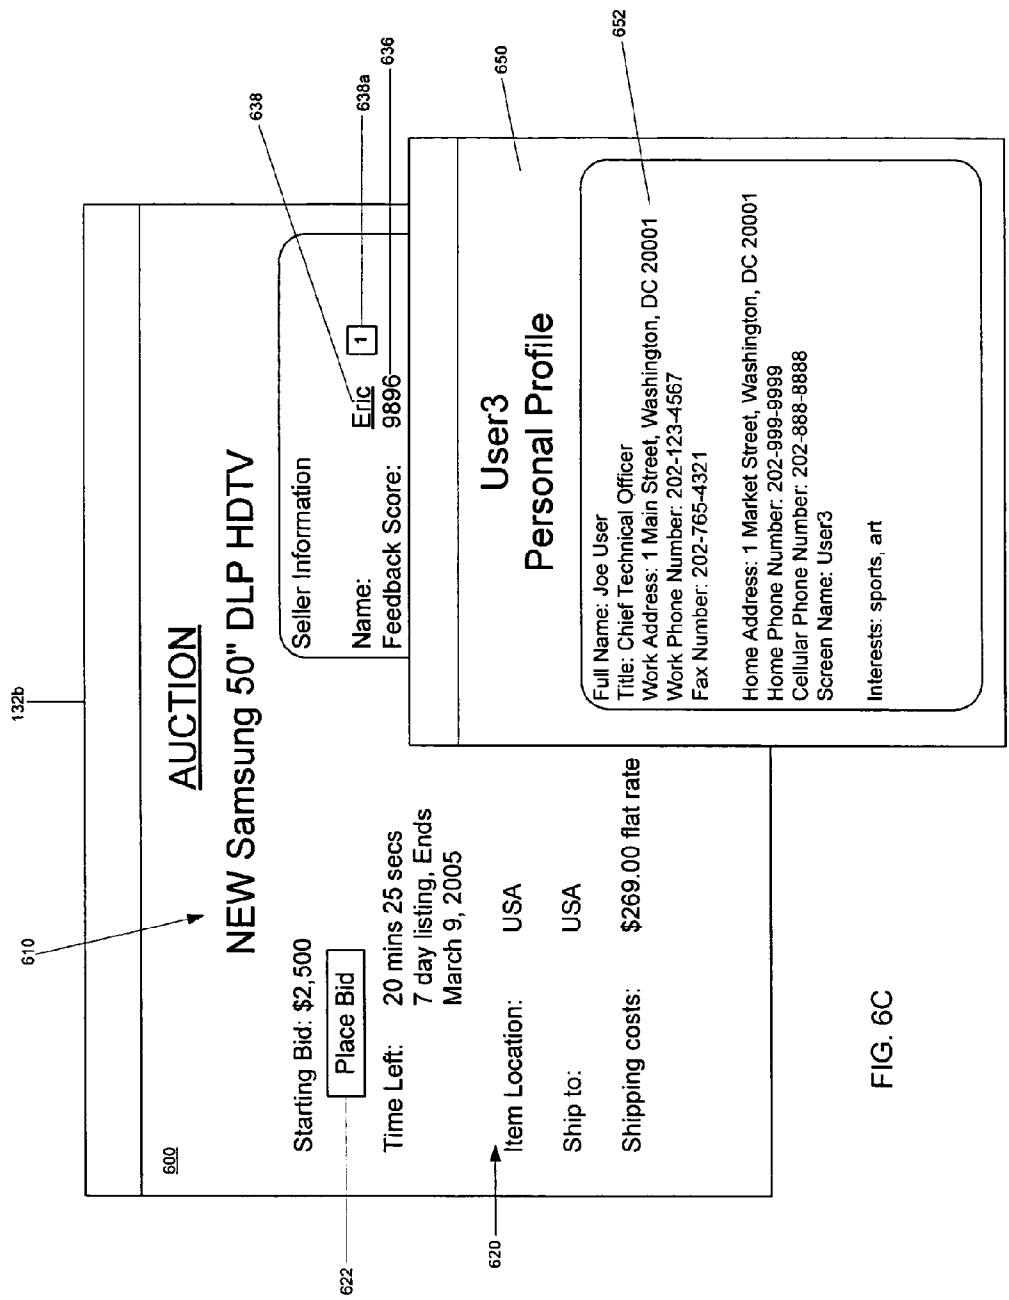 132b
610
638
638a
636
600
AUCTION
NEW Samsung 50" DLP HDTV
Starting Bid: $2,500
Place Bid
Time Left: 20 mins 25 secs
7 day listing, Ends
March 9, 2005
Item Location: USA
Ship to: USA
Shipping costs: $269.00 flat rate
622
620
Seller Information
Name: Eric 1
Feedback Score: 9896
650
652
User3
Personal Profile
Full Name: Joe User
Title: Chief Technical Officer
Work Address: 1 Main Street, Washington, DC 20001
Work Phone Number: 202-123-4567
Fax Number: 202-765-4321
Home Address: 1 Market Street, Washington, DC 20001
Home Phone Number: 202-999-9999
Cellular Phone Number: 202-888-8888
Screen Name: User3
Interests: sports, art
FIG. 6C